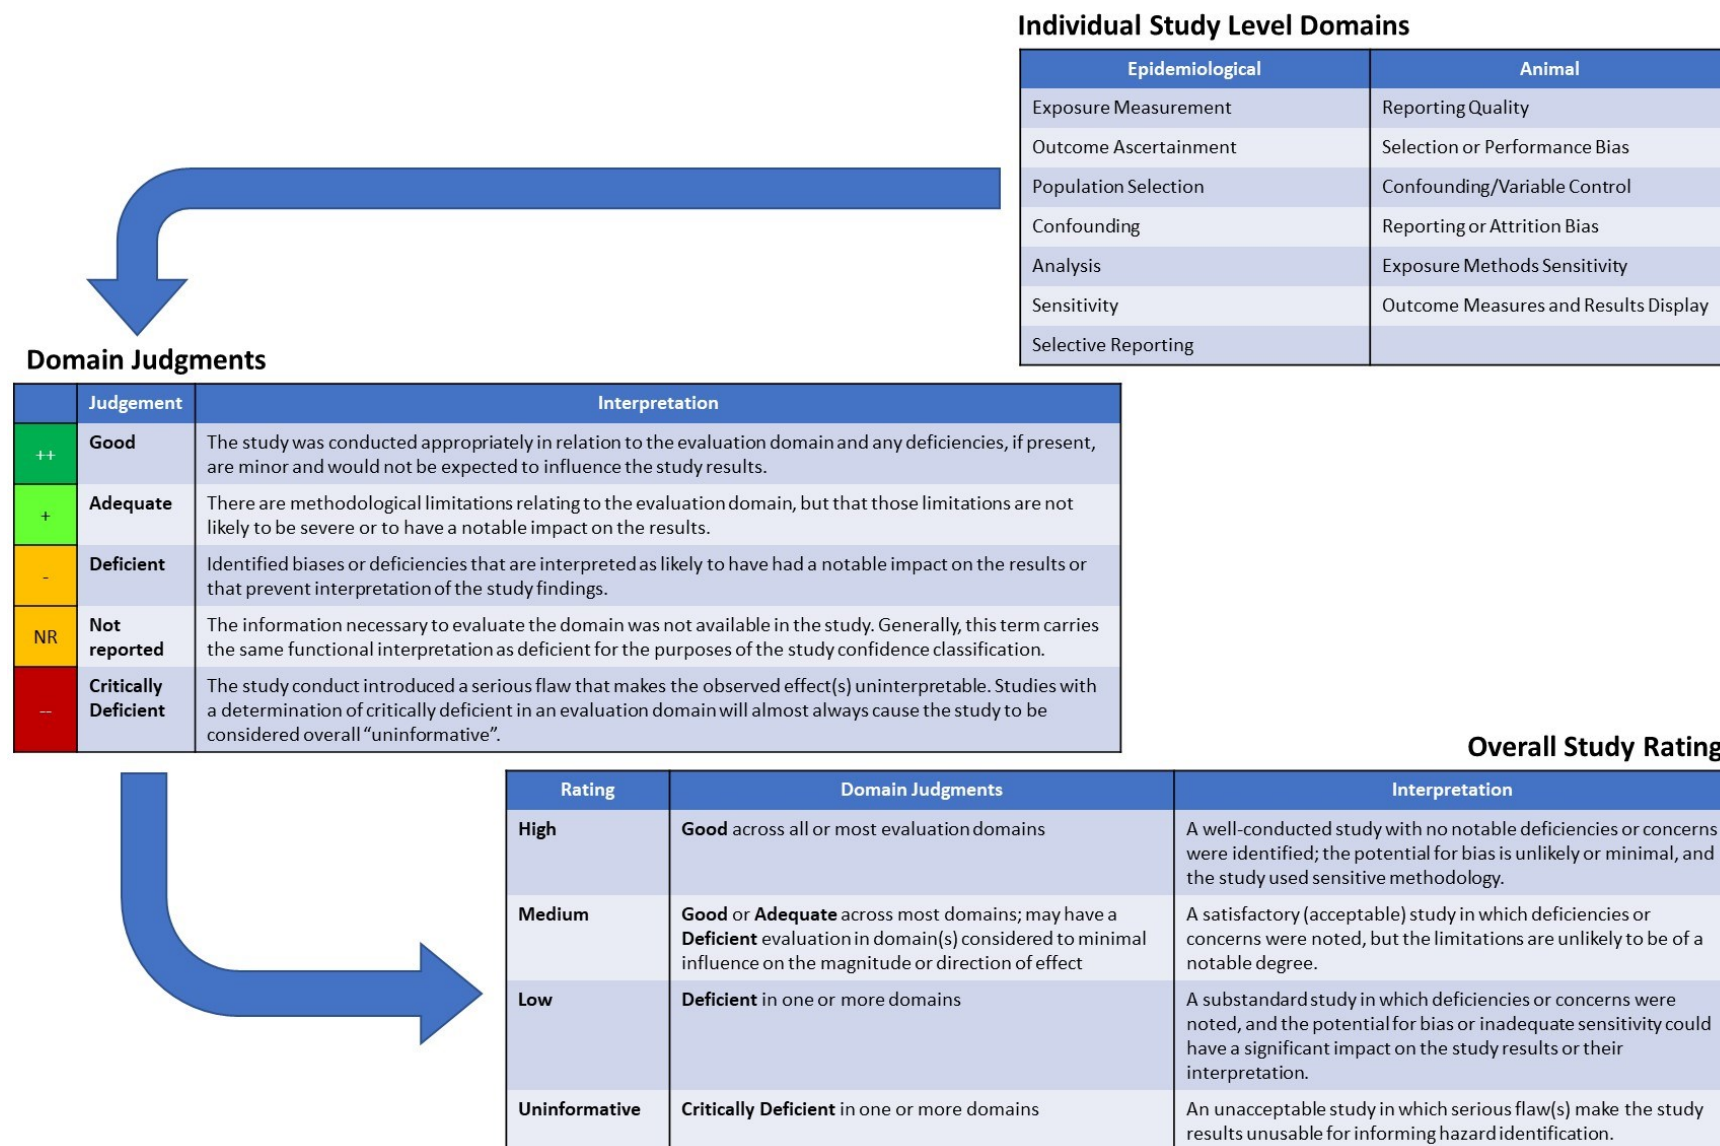 Individual Study Level Domains
Epidemiological
Animal
Exposure Measurement
Reporting Quality
Outcome Ascertainment
Selection or Performance Bias
Population Selection
Confounding/Variable Control
Confounding
Reporting or Attrition Bias
Analysis
Exposure Methods Sensitivity
Sensitivity
Outcome Measures and Results Display
Selective Reporting
Domain Judgments
Judgement
Interpretation
++
Good
The study was conducted appropriately in relation to the evaluation domain and any deficiencies, if present,
are minor and would not be expected to influence the study results.
+
Adequate
There are methodological limitations relating to the evaluation domain, but that those limitations are not
likely to be severe or to have a notable impact on the results.
-
Deficient
Identified biases or deficiencies that are interpreted as likely to have had a notable impact on the results or
that prevent interpretation of the study findings.
NR
Not
reported
The information necessary to evaluate the domain was not available in the study. Generally, this term carries
the same functional interpretation as deficient for the purposes of the study confidence classification.
--
Critically
Deficient
The study conduct introduced a serious flaw that makes the observed effect(s) uninterpretable. Studies with
a determination of critically deficient in an evaluation domain will almost always cause the study to be
considered overall “uninformative”.
Overall Study Rating
Rating
Domain Judgments
Interpretation
High
Good across all or most evaluation domains
A well-conducted study with no notable deficiencies or concerns
were identified; the potential for bias is unlikely or minimal, and
the study used sensitive methodology.
Medium
Good or Adequate across most domains; may have a
Deficient evaluation in domain(s) considered to minimal
influence on the magnitude or direction of effect
A satisfactory (acceptable) study in which deficiencies or
concerns were noted, but the limitations are unlikely to be of a
notable degree.
Low
Deficient in one or more domains
A substandard study in which deficiencies or concerns were
noted, and the potential for bias or inadequate sensitivity could
have a significant impact on the study results or their
interpretation.
Uninformative
Critically Deficient in one or more domains
An unacceptable study in which serious flaw(s) make the study
results unusable for informing hazard identification.